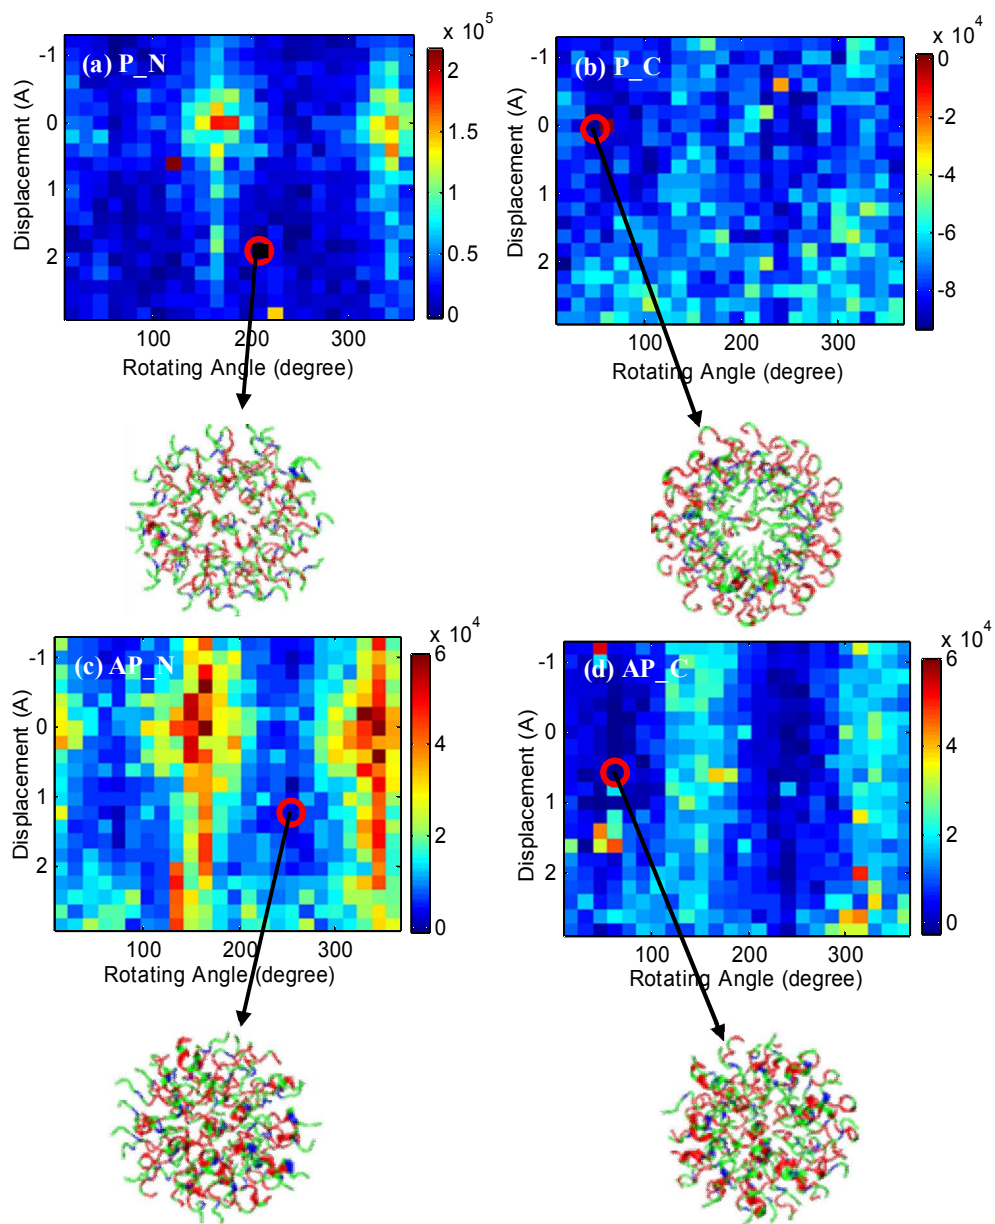 x 10^5
(a) P_N
Displacement (A)
-1
0
1
2
100
200
300
Rotating Angle (degree)
2
1.5
1
0.5
0
x 10^4
(b) P_C
Displacement (A)
-1
0
1
2
100
200
300
Rotating Angle (degree)
0
-2
-4
-6
-8
x 10^4
(c) AP_N
Displacement (A)
-1
0
1
2
100
200
300
Rotating Angle (degree)
6
4
2
0
x 10^4
(d) AP_C
Displacement (A)
-1
0
1
2
100
200
300
Rotating Angle (degree)
6
4
2
0